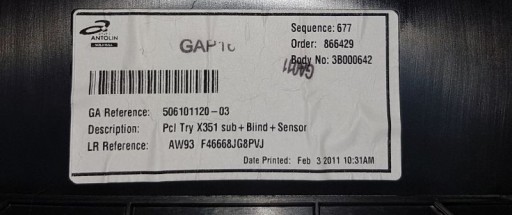 ANTOLIN
Sequence: 677
Order: 866429
Body No: 3B000642
GA Reference: 506101120-03
Description: Pcl Try X351 sub+Blind+Sensor
LR Reference: AW93 F46668JG8PVJ
Date Printed: Feb 3 2011 10:31AM